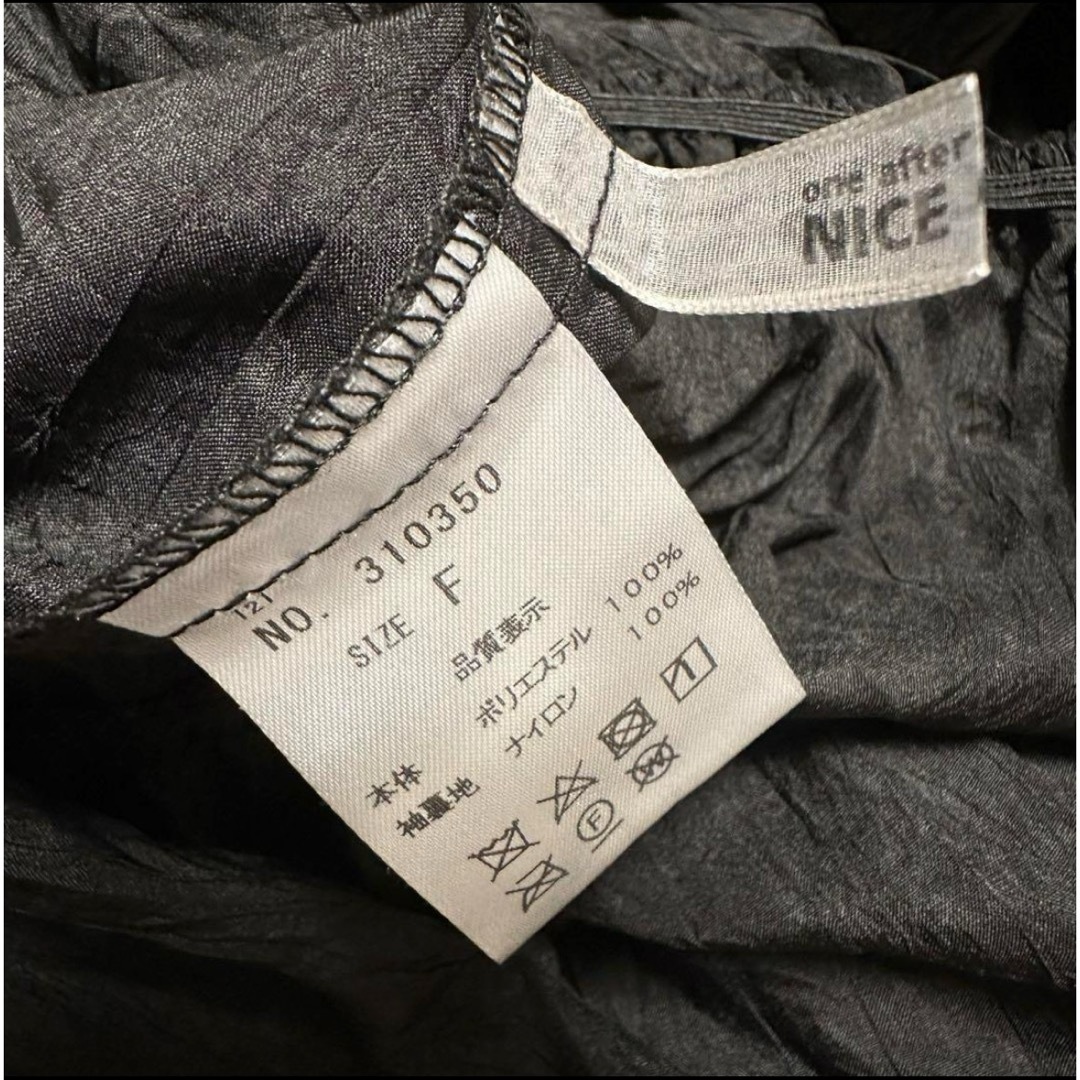 one after
NICE
121
NO. 310350
SIZE F
品質表示
本体 ポリエステル 100%
袖裏地 ナイロン 100%
F